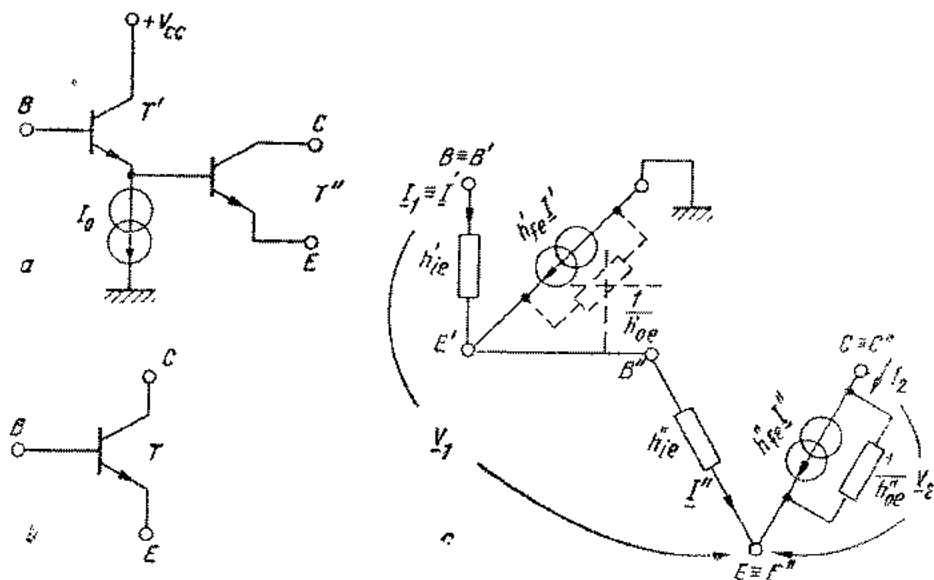 +V_CC
B
T'
C
T"
I_0
E
a
C
B
T
E
B≡B'
I_1≡I'
h'_ie
h'_fe I'
1/h'_oe
E'
B"
C≡C"
I_2
V_1
h"_ie
h"_fe I"
1/h"_oe
V_2
I"
E≡E"